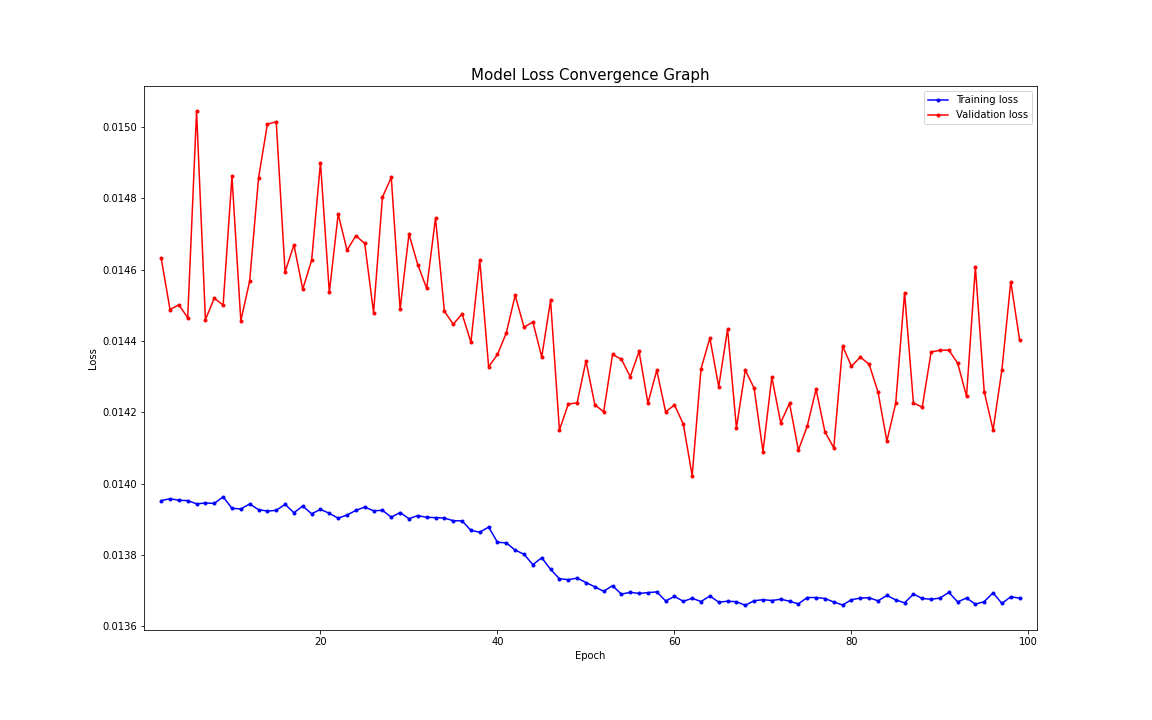 Model Loss Convergence Graph
Training loss
Validation loss
0.0150
0.0148
0.0146
0.0144
0.0142
0.0140
0.0138
0.0136
Loss
20 40 60 80 100
Epoch